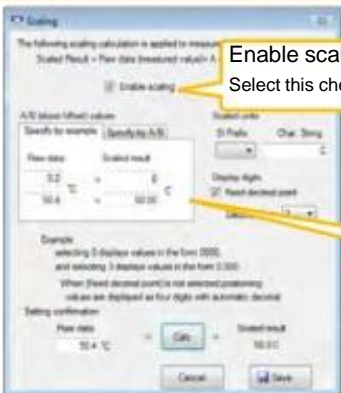 Scaling
The following scaling calculation is applied to measure
Scaled Result = Raw data (measured value) × A
Enable sca
Select this che
Enable scaling
A/B (slope/offset) values
Scaled units
Specify by example
Specify by A/B
SI Prefix
Char. String
Raw data
Scaled result
C
0.2 °C = 0 C
50.4 °C = 50.00 C
Display digits
Fixed decimal point
Example
selecting 0 displays values in the form 0000,
and selecting 3 displays values in the form 0.000.
When [Fixed decimal point] is not selected positioning
values are displayed as four digits with automatic decimal
Setting confirmation
Raw data
Scaled result
50.4 °C = Calc =
Cancel
Save